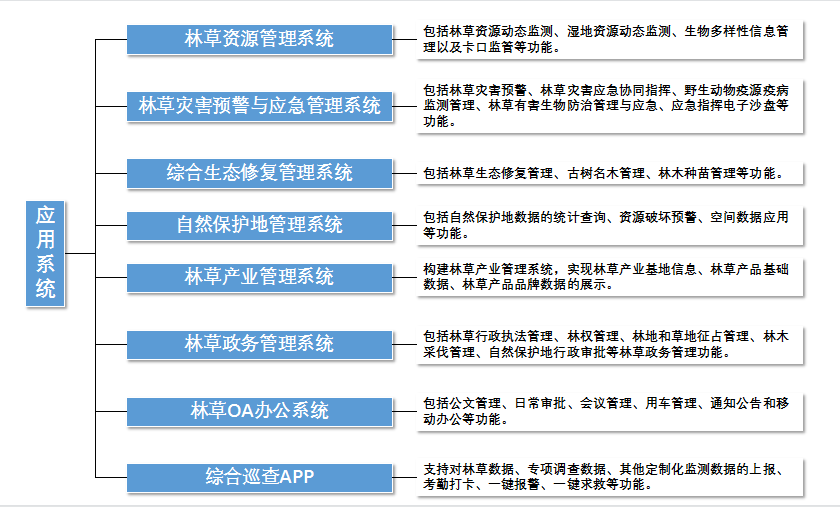 应用系统
林草资源管理系统
包括林草资源动态监测、湿地资源动态监测、生物多样性信息管
理以及卡口监管等功能。
林草灾害预警与应急管理系统
包括林草灾害预警、林草灾害应急协同指挥、野生动物疫源疫病
监测管理、林草有害生物防治管理与应急、应急指挥电子沙盘等
功能。
综合生态修复管理系统
包括林草生态修复管理、古树名木管理、林木种苗管理等功能。
自然保护地管理系统
包括自然保护地数据的统计查询、资源破坏预警、空间数据应用
等功能。
林草产业管理系统
构建林草产业管理系统，实现林草产业基地信息、林草产品基础
数据、林草产品品牌数据的展示。
林草政务管理系统
包括林草行政执法管理、林权管理、林地和草地征占管理、林木
采伐管理、自然保护地行政审批等林草政务管理功能。
林草OA办公系统
包括公文管理、日常审批、会议管理、用车管理、通知公告和移
动办公等功能。
综合巡查APP
支持对林草数据、专项调查数据、其他定制化监测数据的上报、
考勤打卡、一键报警、一键求救等功能。